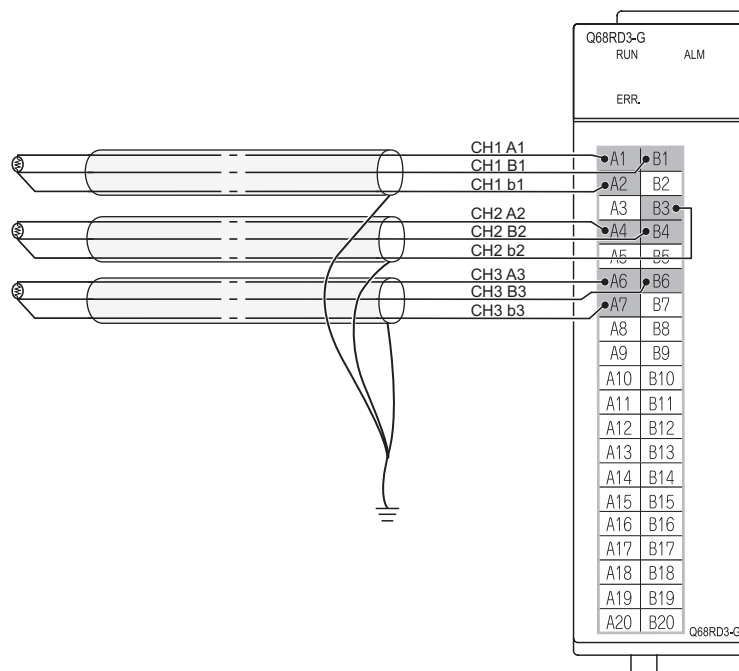 Q68RD3-G
RUN ALM
ERR.
CH1 A1
CH1 B1
CH1 b1
CH2 A2
CH2 B2
CH2 b2
CH3 A3
CH3 B3
CH3 b3
A1 B1
A2 B2
A3 B3
A4 B4
A5 B5
A6 B6
A7 B7
A8 B8
A9 B9
A10 B10
A11 B11
A12 B12
A13 B13
A14 B14
A15 B15
A16 B16
A17 B17
A18 B18
A19 B19
A20 B20
Q68RD3-G